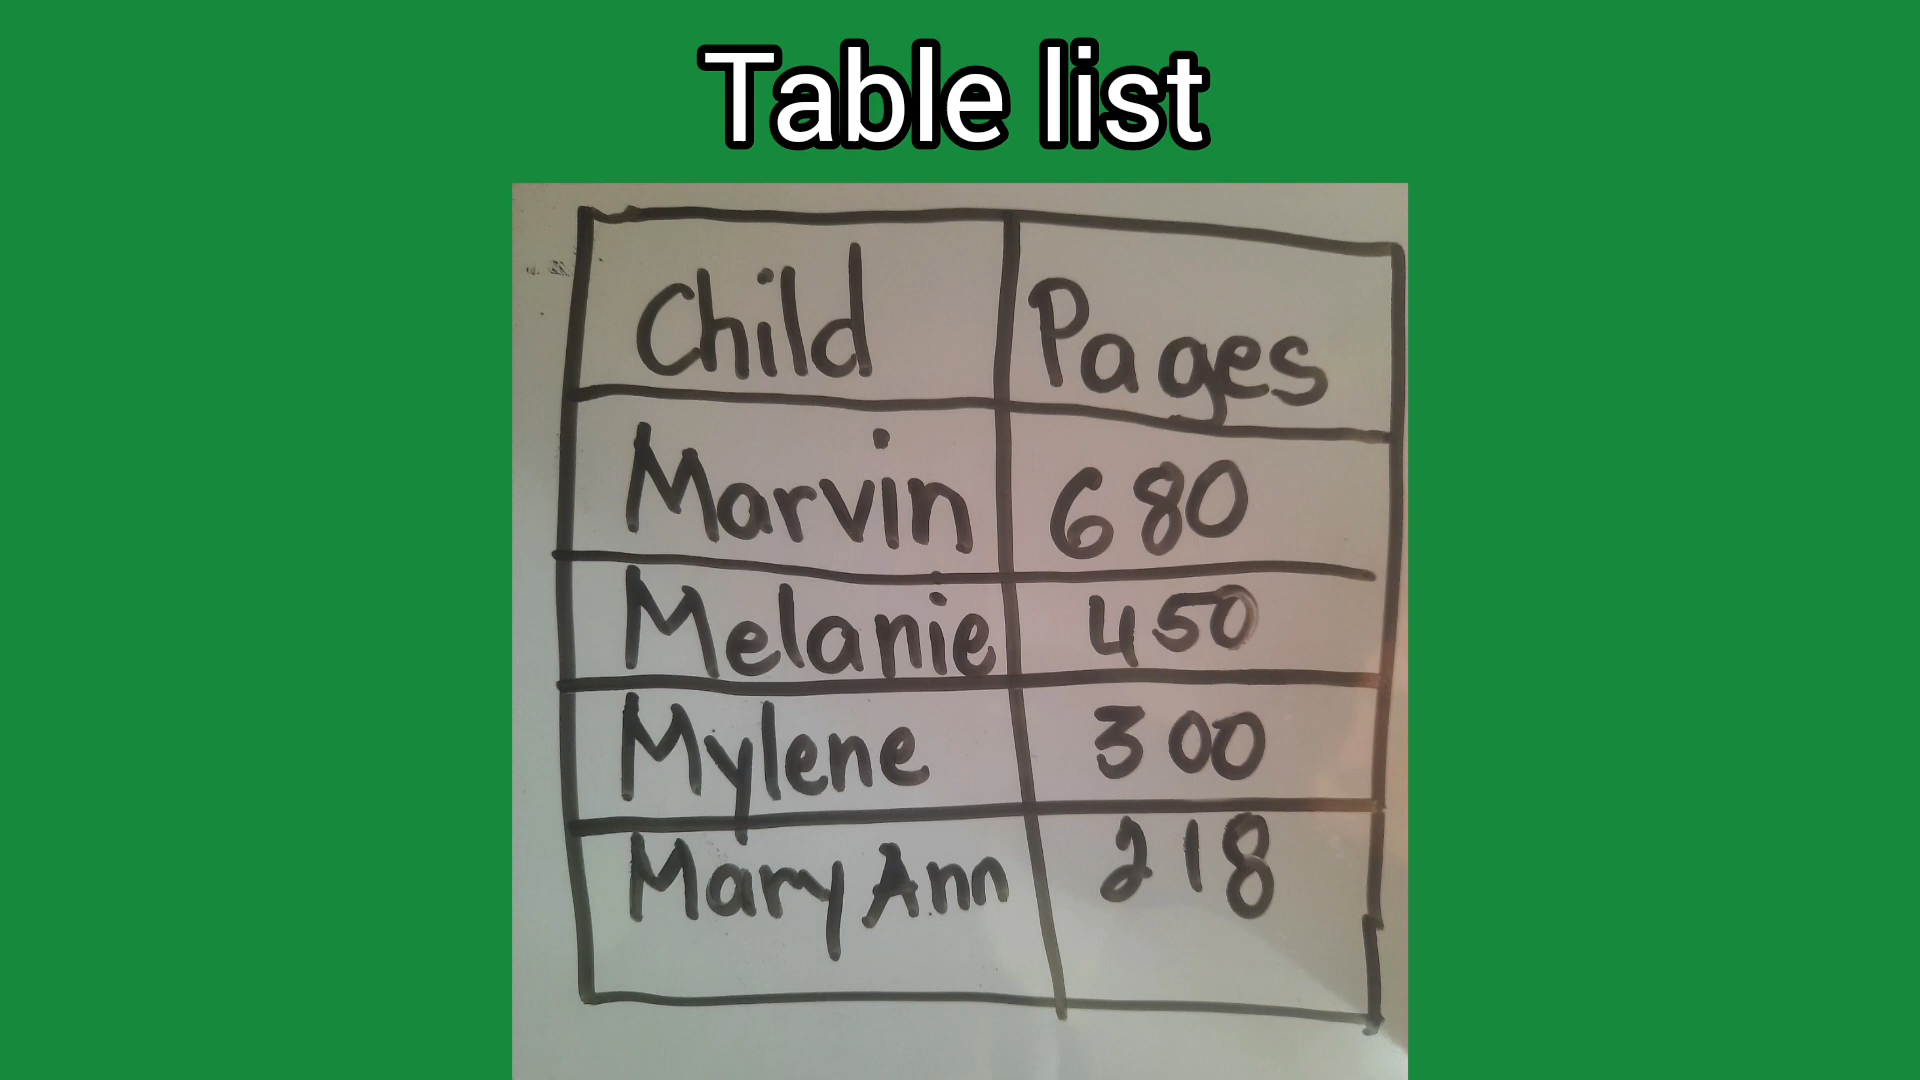 Table list
Child Pages
Marvin 680
Melanie 450
Mylene 300
Mary Ann 218